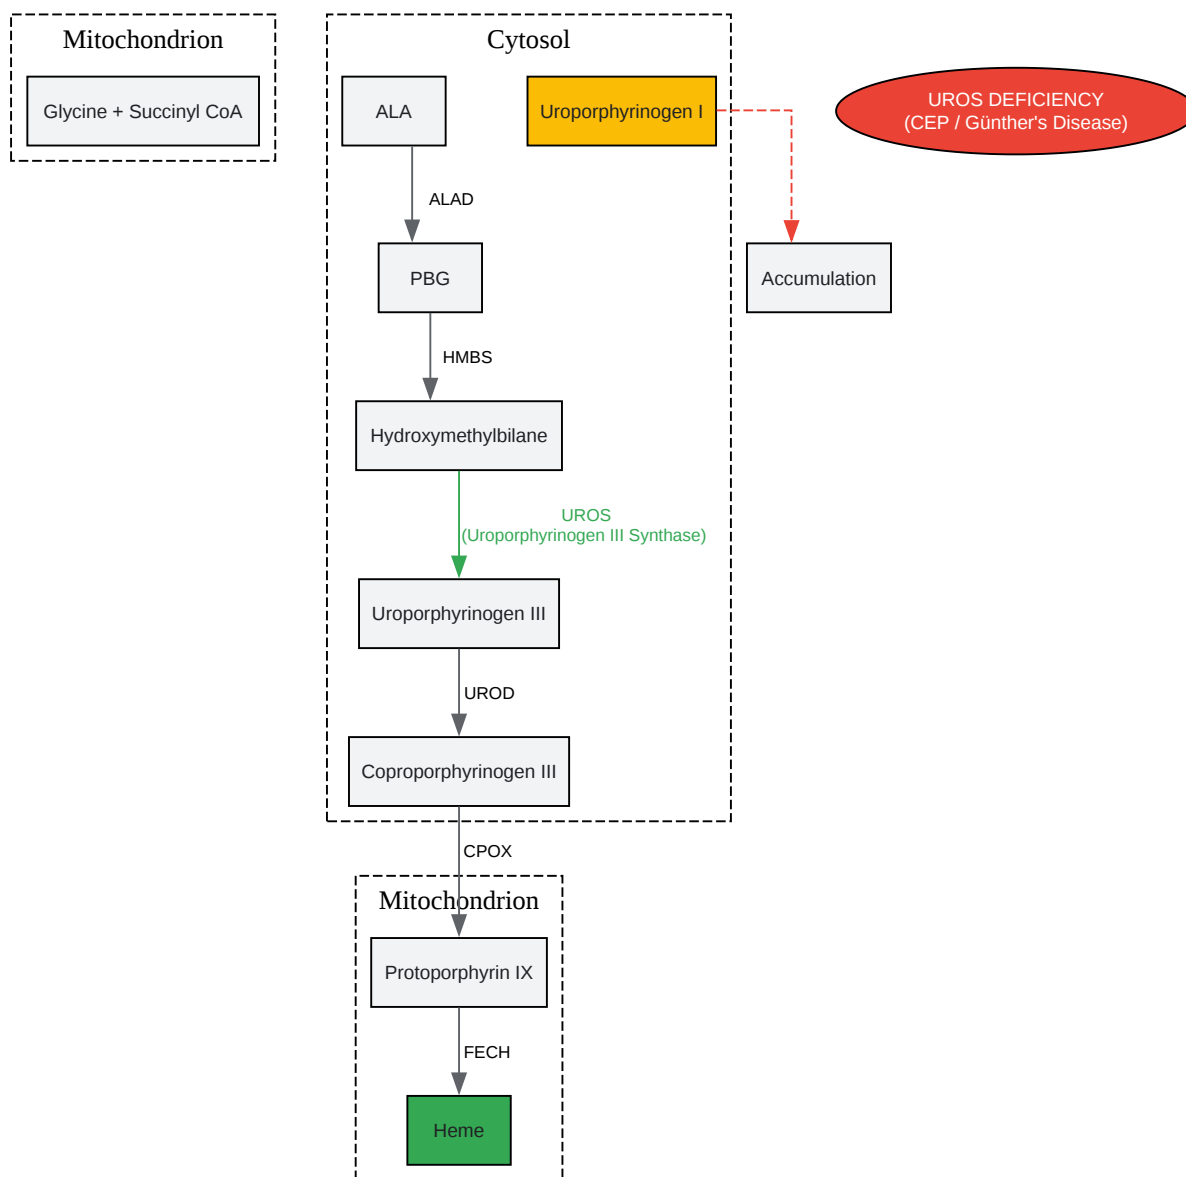 Mitochondrion
Glycine + Succinyl CoA
Cytosol
ALA
Uroporphyrinogen I
UROS DEFICIENCY
(CEP / Günther's Disease)
ALAD
PBG
Accumulation
HMBS
Hydroxymethylbilane
UROS
(Uroporphyrinogen III Synthase)
Uroporphyrinogen III
UROD
Coproporphyrinogen III
CPOX
Mitochondrion
Protoporphyrin IX
FECH
Heme